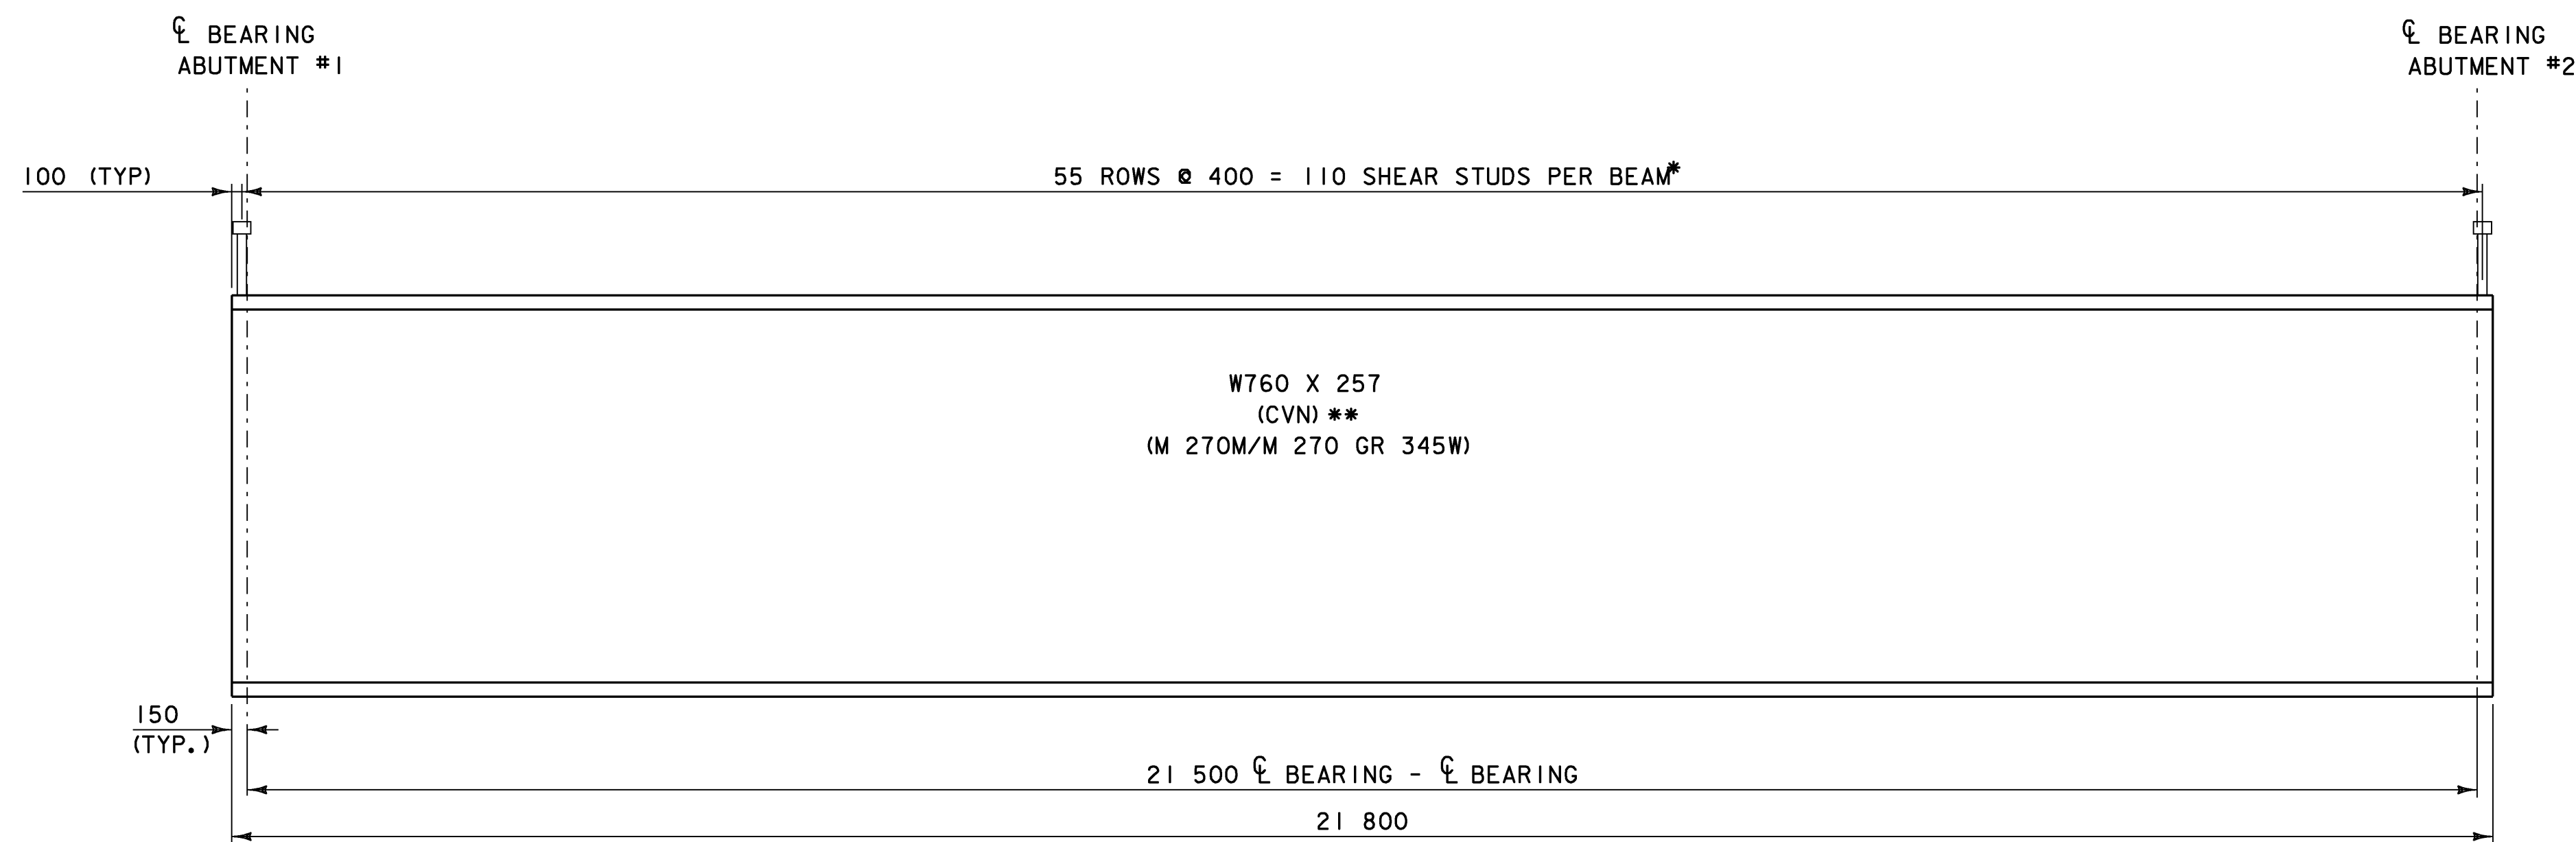 ℄ BEARING
ABUTMENT #1
℄ BEARING
ABUTMENT #2
100 (TYP)
55 ROWS @ 400 = 110 SHEAR STUDS PER BEAM*
W760 X 257
(CVN) **
(M 270M/M 270 GR 345W)
150
(TYP.)
21 500 ℄ BEARING - ℄ BEARING
21 800